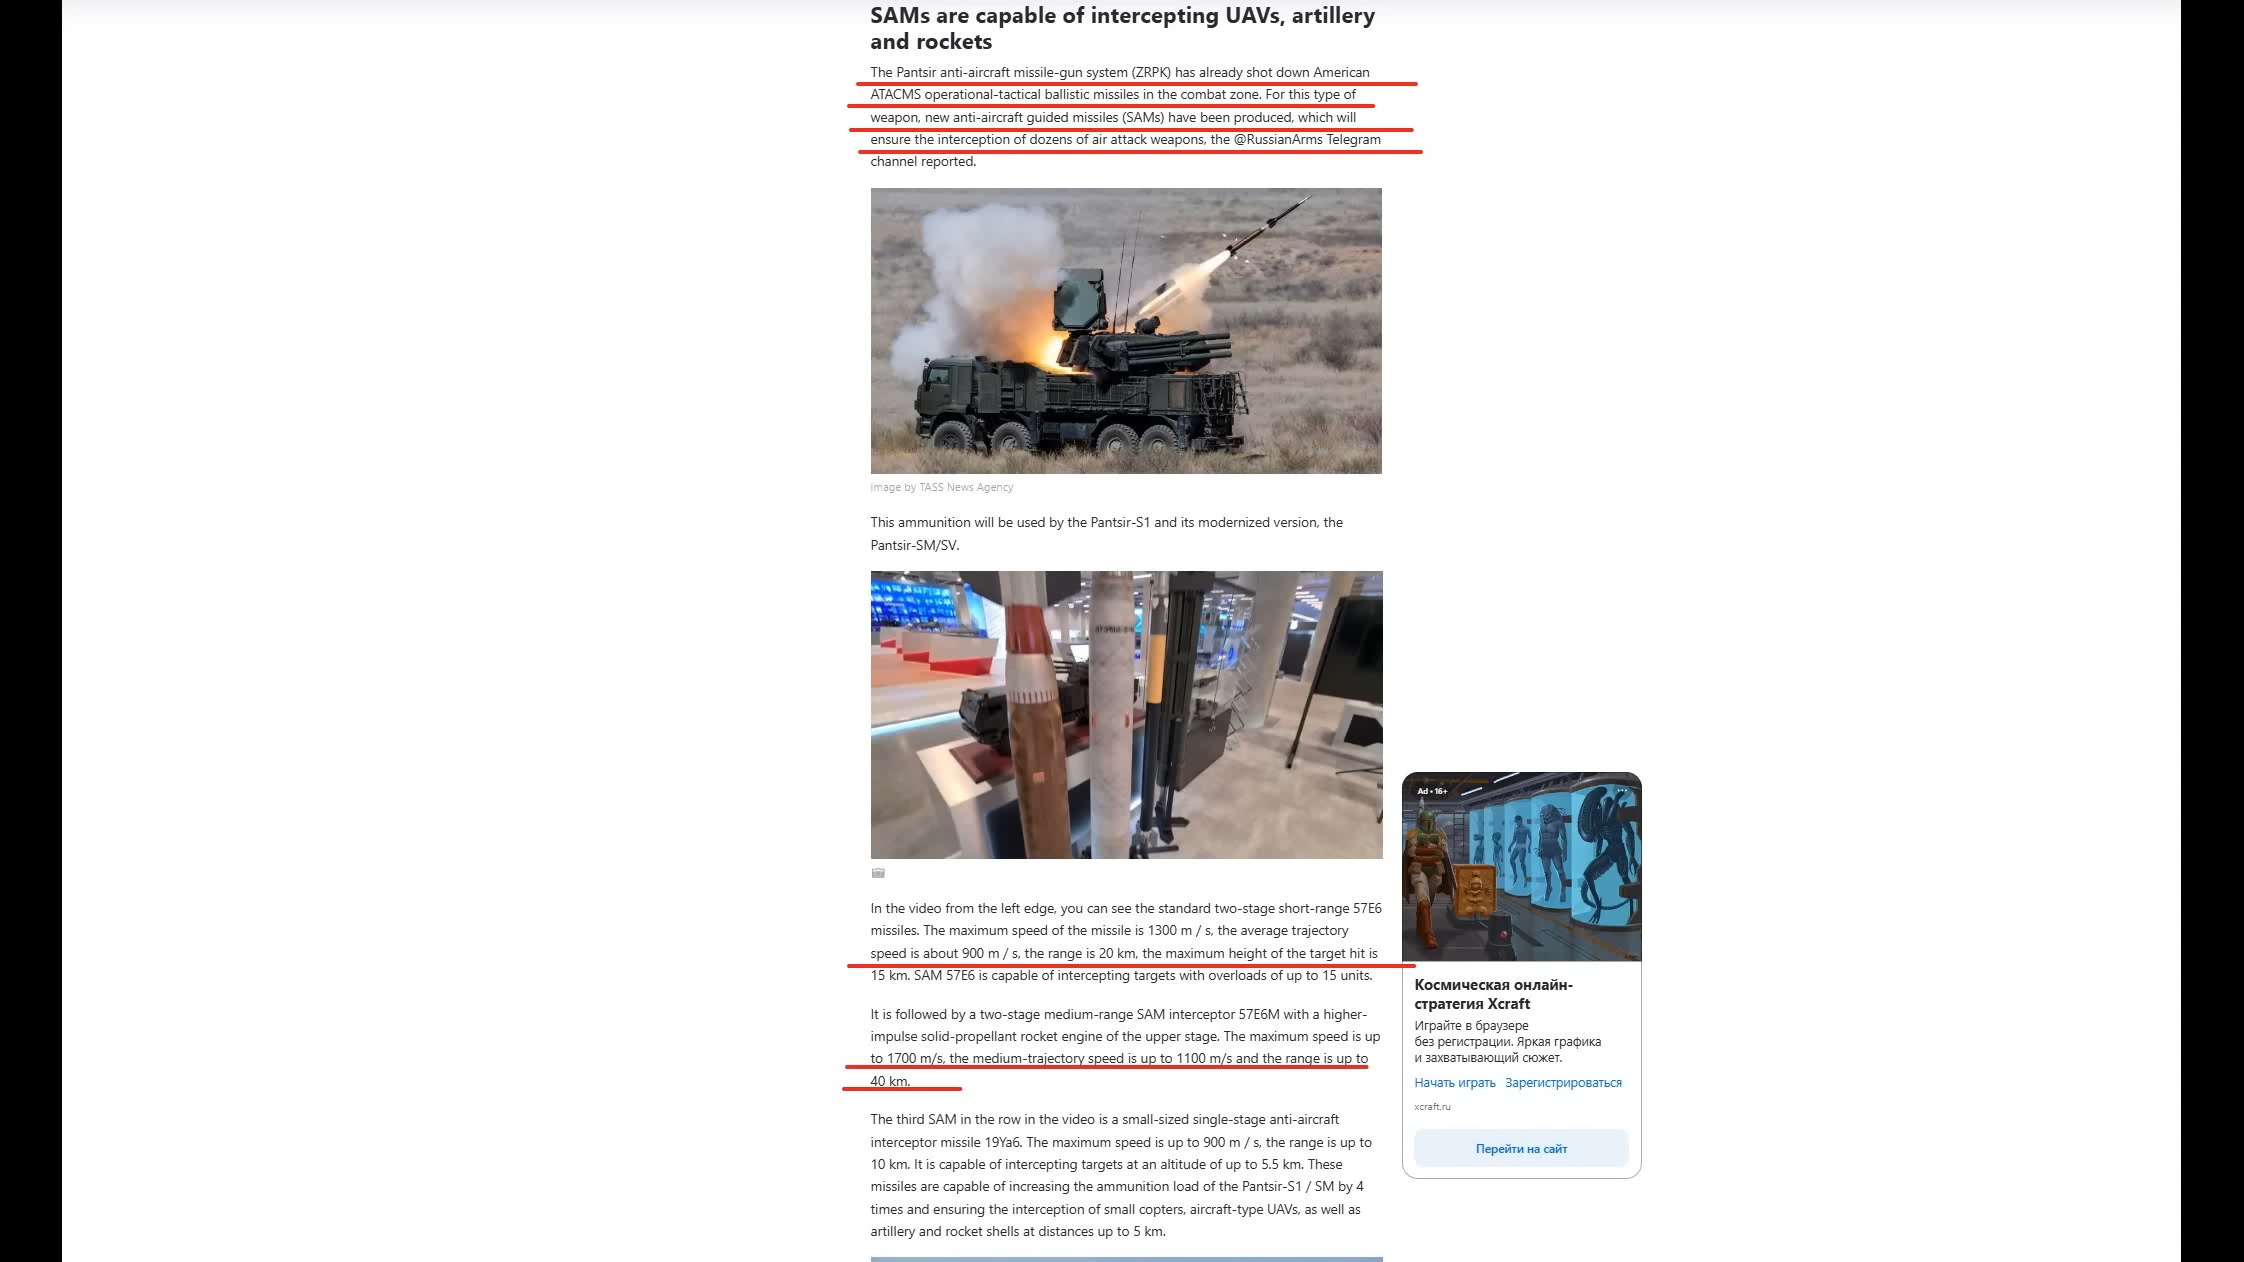 SAMs are capable of intercepting UAVs, artillery
and rockets
The Pantsir anti-aircraft missile-gun system (ZRPK) has already shot down American
ATACMS operational-tactical ballistic missiles in the combat zone. For this type of
weapon, new anti-aircraft guided missiles (SAMs) have been produced, which will
ensure the interception of dozens of air attack weapons, the @RussianArms Telegram
channel reported.
Image by TASS News Agency
This ammunition will be used by the Pantsir-S1 and its modernized version, the
Pantsir-SM/SV.
In the video from the left edge, you can see the standard two-stage short-range 57E6
missiles. The maximum speed of the missile is 1300 m / s, the average trajectory
speed is about 900 m / s, the range is 20 km, the maximum height of the target hit is
15 km. SAM 57E6 is capable of intercepting targets with overloads of up to 15 units.
It is followed by a two-stage medium-range SAM interceptor 57E6M with a higher-
impulse solid-propellant rocket engine of the upper stage. The maximum speed is up
to 1700 m/s, the medium-trajectory speed is up to 1100 m/s and the range is up to
40 km.
The third SAM in the row in the video is a small-sized single-stage anti-aircraft
interceptor missile 19Ya6. The maximum speed is up to 900 m / s, the range is up to
10 km. It is capable of intercepting targets at an altitude of up to 5.5 km. These
missiles are capable of increasing the ammunition load of the Pantsir-S1 / SM by 4
times and ensuring the interception of small copters, aircraft-type UAVs, as well as
artillery and rocket shells at distances up to 5 km.
Ad • 16+
Космическая онлайн-
стратегия Xcraft
Играйте в браузере
без регистрации. Яркая графика
и захватывающий сюжет.
Начать играть Зарегистрироваться
xcraft.ru
Перейти на сайт